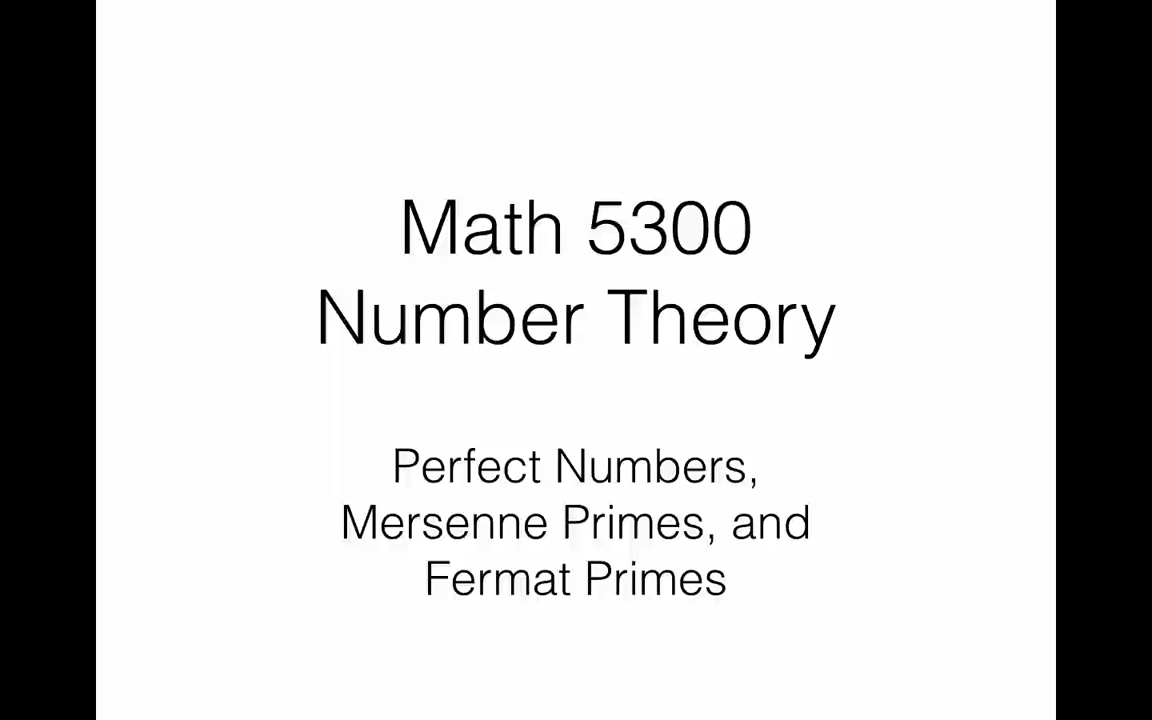 Math 5300
Number Theory
Perfect Numbers,
Mersenne Primes, and
Fermat Primes